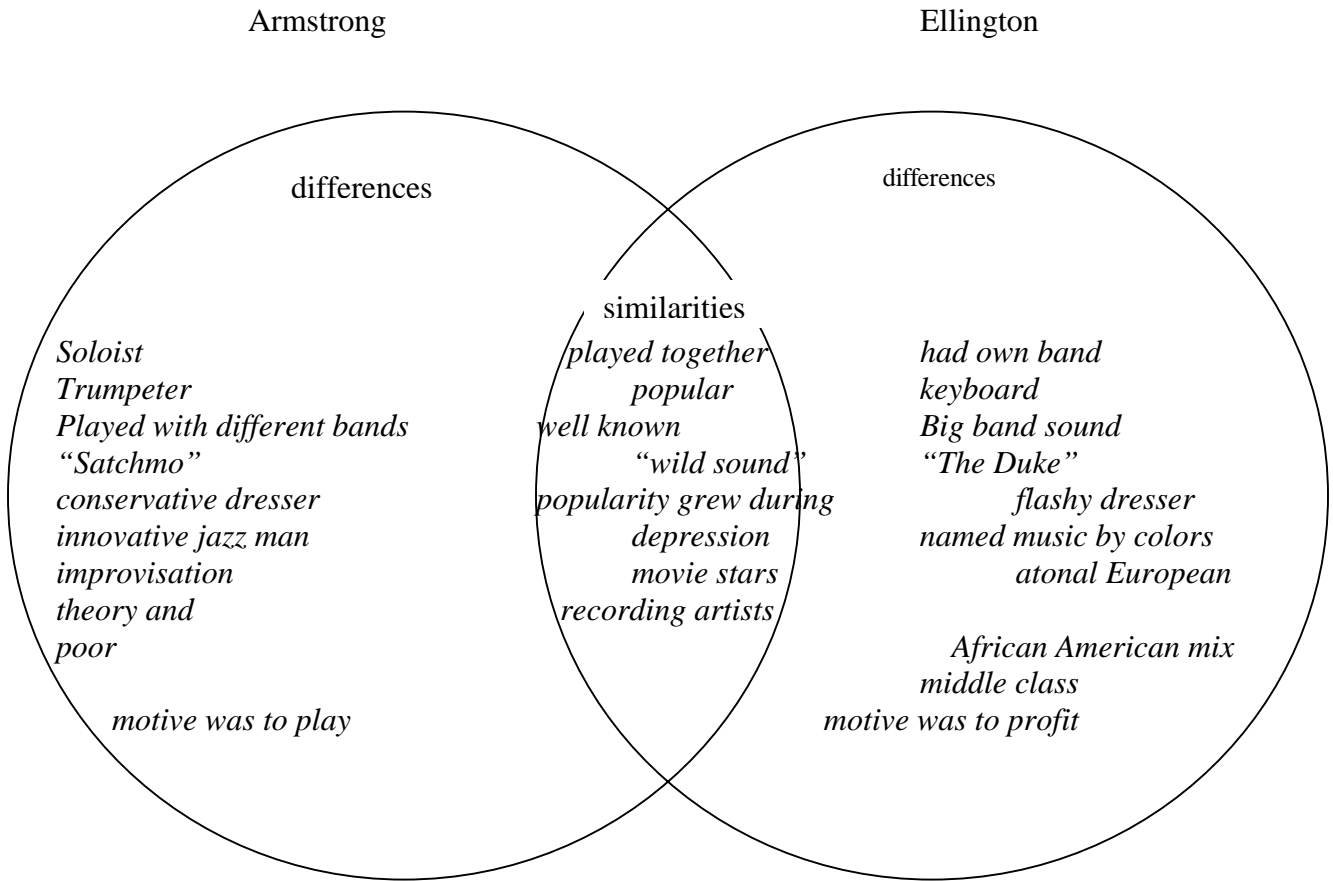 Armstrong
Ellington
differences
differences
similarities
Soloist
Trumpeter
Played with different bands
“Satchmo”
conservative dresser
innovative jazz man
improvisation
theory and
poor
motive was to play
played together
popular
well known
“wild sound”
popularity grew during
depression
movie stars
recording artists
had own band
keyboard
Big band sound
“The Duke”
flashy dresser
named music by colors
atonal European
African American mix
middle class
motive was to profit